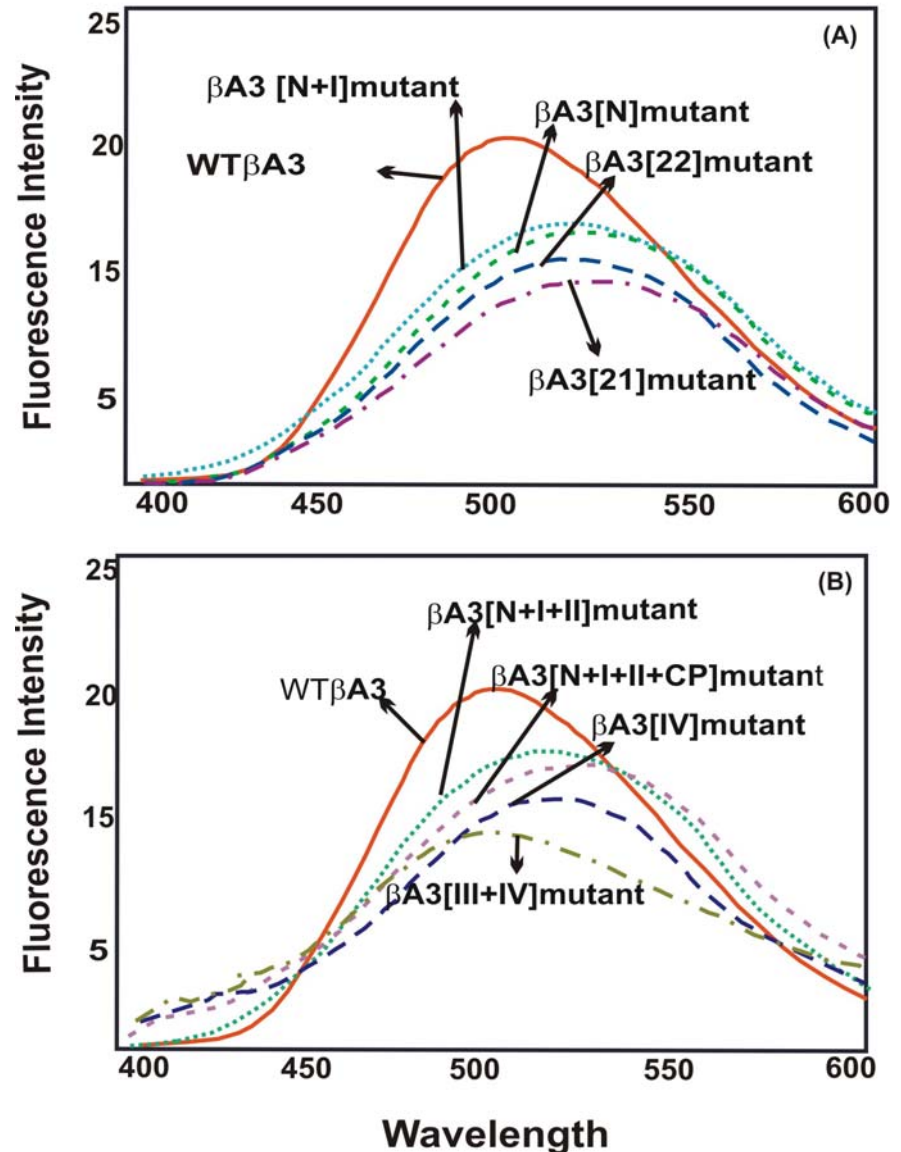 25
(A)
βA3 [N+I]mutant
βA3[N]mutant
20
WTβA3
βA3[22]mutant
15
βA3[21]mutant
5
Fluorescence Intensity
400 450 500 550 600
25
(B)
βA3[N+I+II]mutant
WTβA3
βA3[N+I+II+CP]mutant
20
βA3[IV]mutant
15
βA3[III+IV]mutant
5
Fluorescence Intensity
400 450 500 550 600
Wavelength